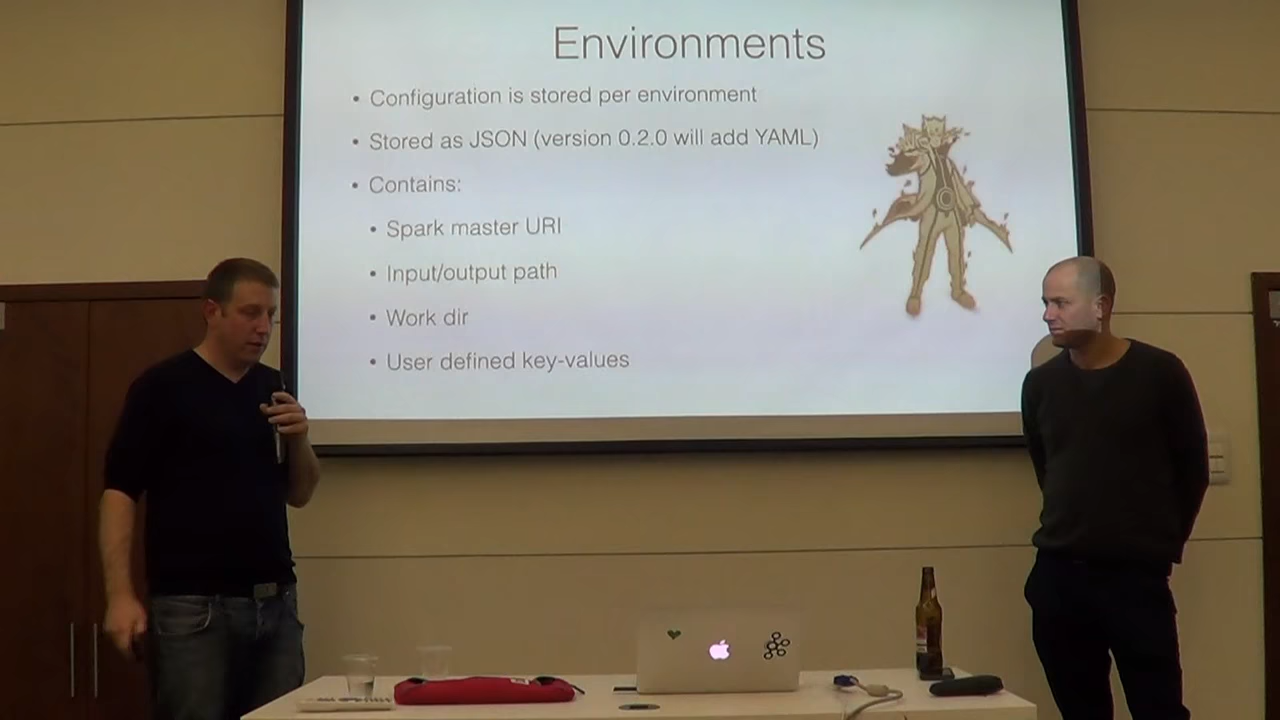 Environments
• Configuration is stored per environment
• Stored as JSON (version 0.2.0 will add YAML)
• Contains:
• Spark master URI
• Input/output path
• Work dir
• User defined key-values